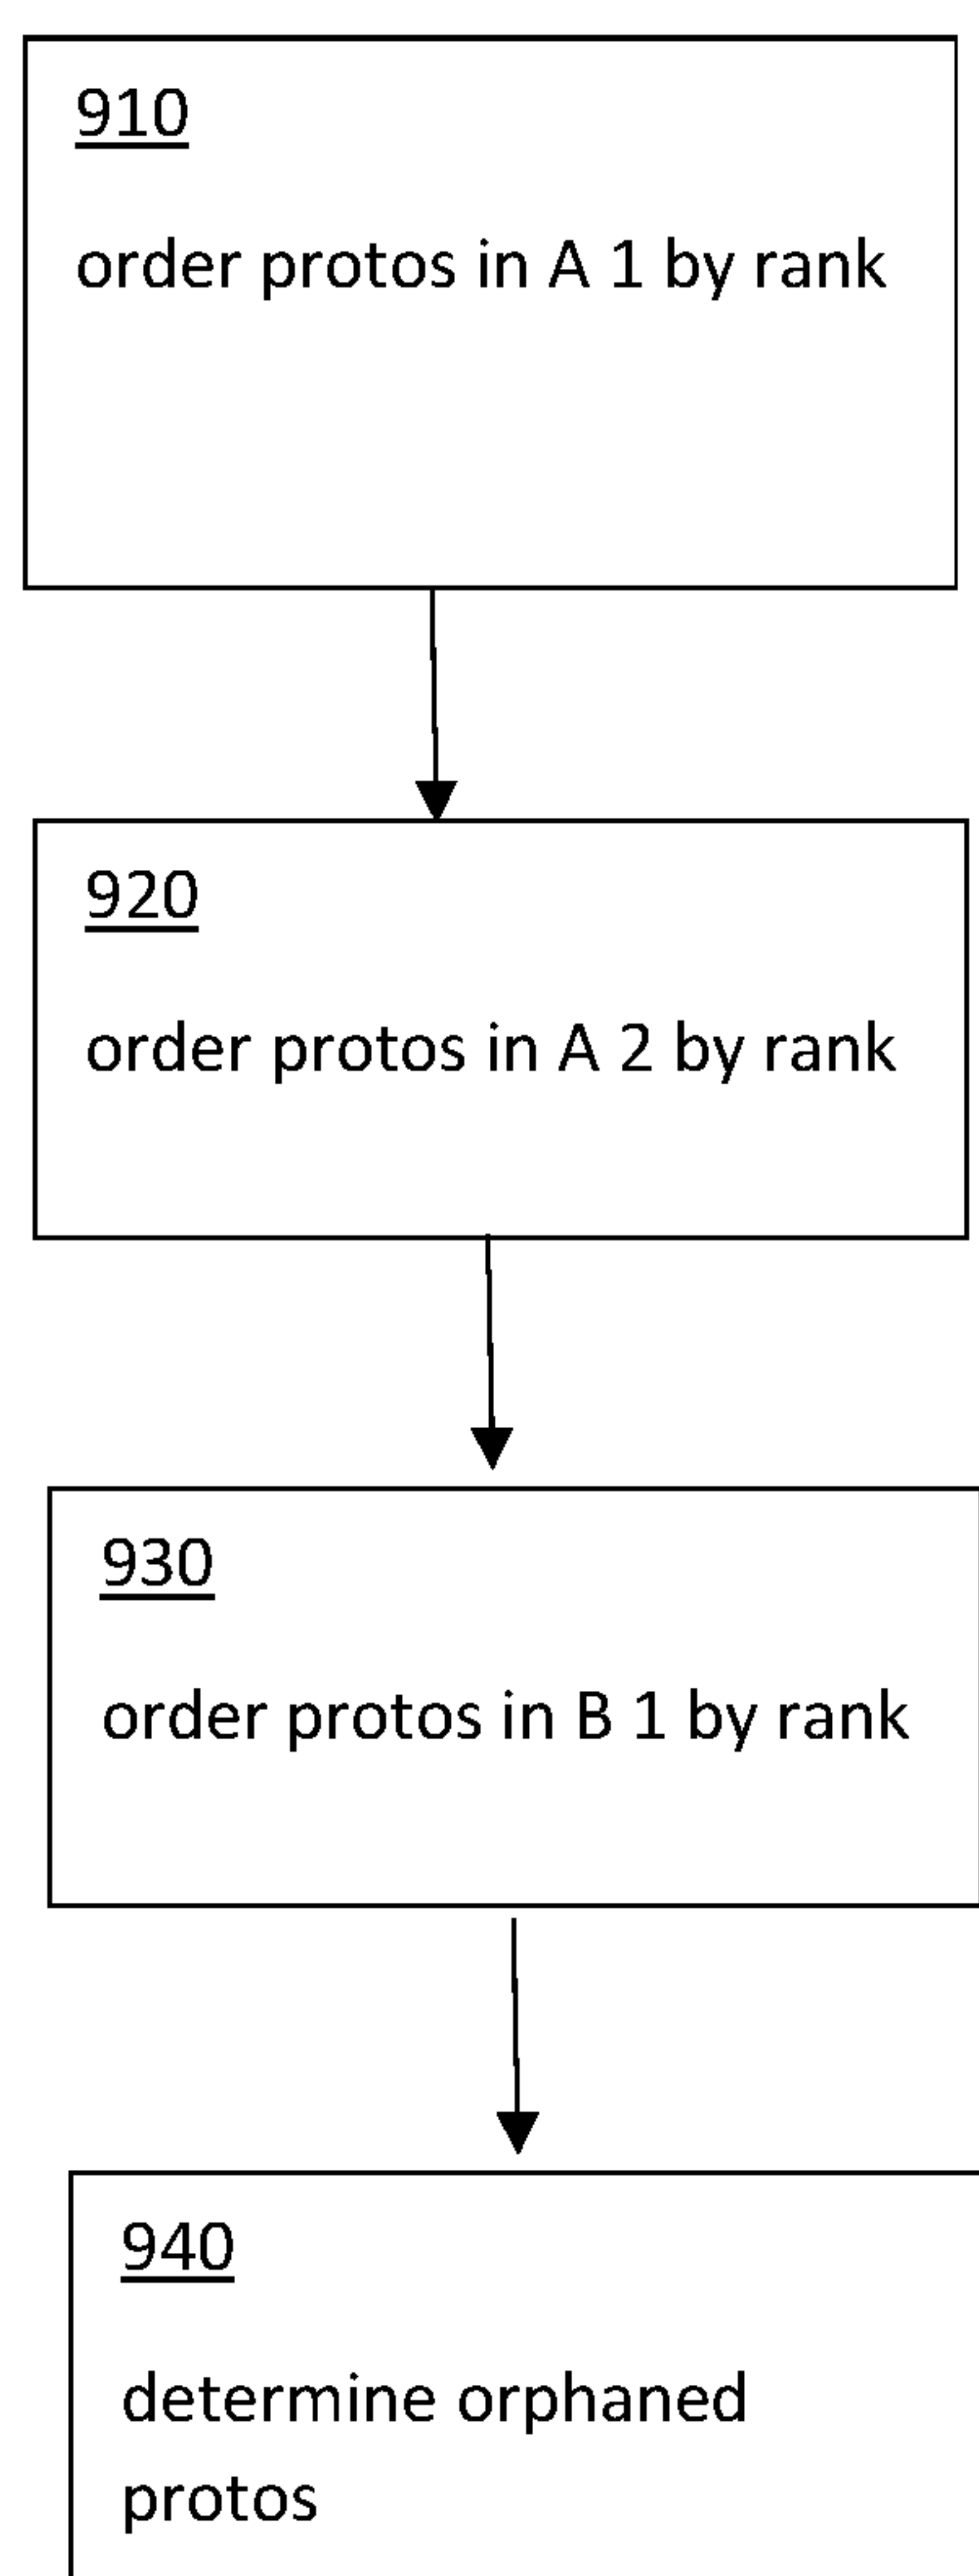 910
order protos in A 1 by rank
920
order protos in A 2 by rank
930
order protos in B 1 by rank
940
determine orphaned
protos